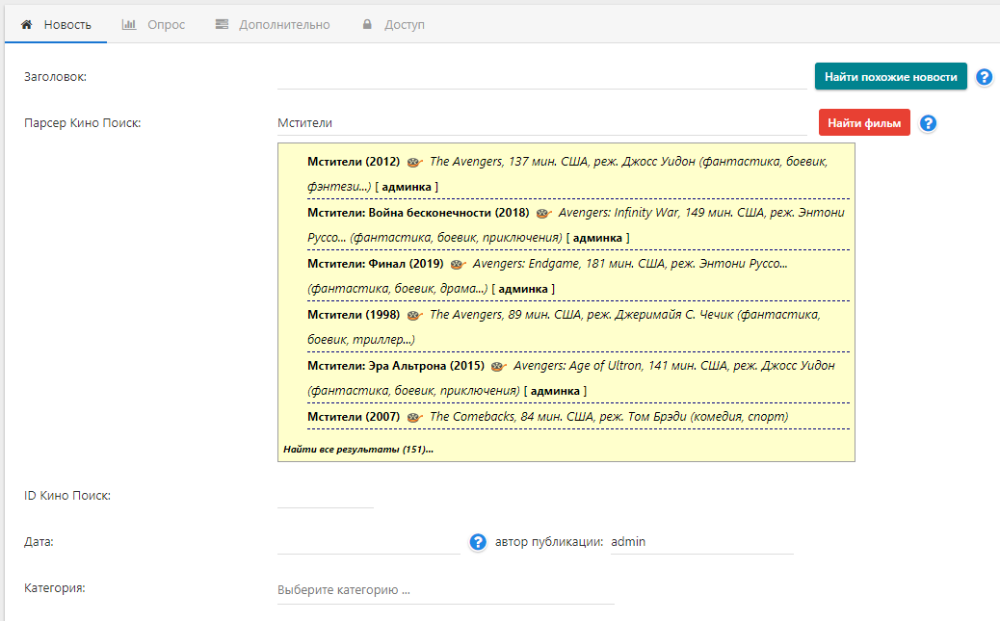 Новость Опрос Дополнительно Доступ
Заголовок: Найти похожие новости ?
Парсер Кино Поиск: Мстители Найти фильм ?
Мстители (2012) The Avengers, 137 мин. США, реж. Джосс Уидон (фантастика, боевик,
фэнтези...) [ админка ]
Мстители: Война бесконечности (2018) Avengers: Infinity War, 149 мин. США, реж. Энтони
Руссо... (фантастика, боевик, приключения) [ админка ]
Мстители: Финал (2019) Avengers: Endgame, 181 мин. США, реж. Энтони Руссо...
(фантастика, боевик, драма...) [ админка ]
Мстители (1998) The Avengers, 89 мин. США, реж. Джеримайя С. Чечик (фантастика,
боевик, триллер...)
Мстители: Эра Альтрона (2015) Avengers: Age of Ultron, 141 мин. США, реж. Джосс Уидон
(фантастика, боевик, приключения) [ админка ]
Мстители (2007) The Comebacks, 84 мин. США, реж. Том Брэди (комедия, спорт)
Найти все результаты (151)...
ID Кино Поиск:
Дата: ? автор публикации: admin
Категория: Выберите категорию ...